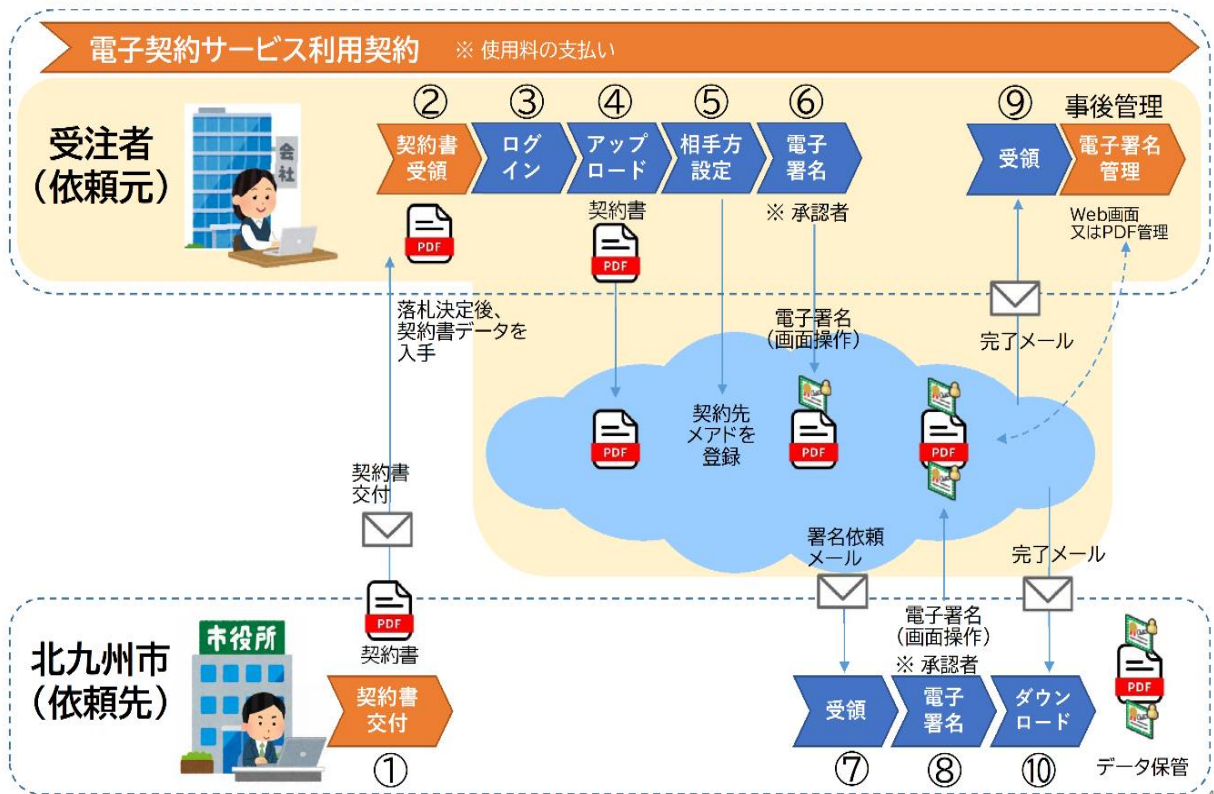 電子契約サービス利用契約 ※ 使用料の支払い
受注者
(依頼元)
会社
②
契約書
受領
PDF
③
ログ
イン
④
アップ
ロード
契約書
PDF
⑤
相手方
設定
⑥
電子
署名
※ 承認者
⑨
受領
事後管理
電子署名
管理
Web画面
又はPDF管理
落札決定後、
契約書データを
入手
電子署名
(画面操作)
完了メール
PDF
契約先
メアドを
登録
PDF
PDF
契約書
交付
署名依頼
メール
完了メール
北九州市
(依頼先)
市役所
PDF
契約書
契約書
交付
①
電子署名
(画面操作)
※ 承認者
受領
⑦
電子
署名
⑧
ダウン
ロード
⑩
PDF
データ保管